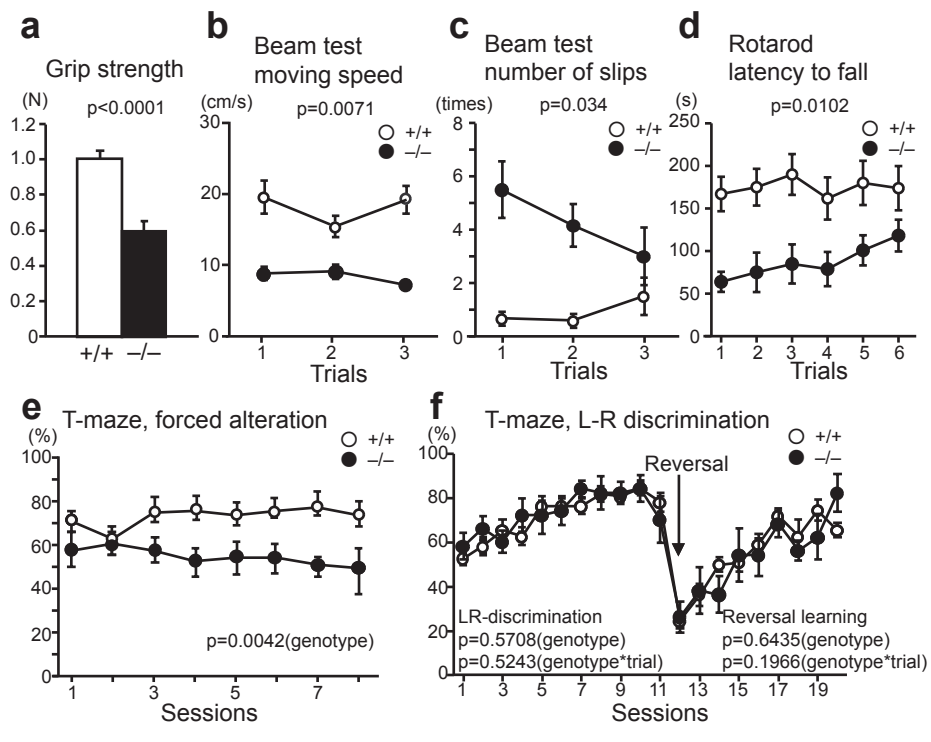 a
Grip strength
(N)
p<0.0001
1.2
1.0
0.8
0.6
0.4
0.2
0
+/+ –/–
b
Beam test
moving speed
(cm/s)
p=0.0071
30
20
10
0
+/+
–/–
1 2 3
Trials
c
Beam test
number of slips
(times)
p=0.034
8
6
4
2
0
+/+
–/–
1 2 3
Trials
d
Rotarod
latency to fall
(s)
p=0.0102
250
200
150
100
50
0
+/+
–/–
1 2 3 4 5 6
Trials
e
T-maze, forced alteration
(%)
+/+
–/–
100
80
60
40
20
0
p=0.0042(genotype)
1 3 5 7
Sessions
f
T-maze, L-R discrimination
(%)
+/+
–/–
Reversal
100
80
60
40
20
0
LR-discrimination
p=0.5708(genotype)
p=0.5243(genotype*trial)
Reversal learning
p=0.6435(genotype)
p=0.1966(genotype*trial)
1 3 5 7 9 11 13 15 17 19
Sessions